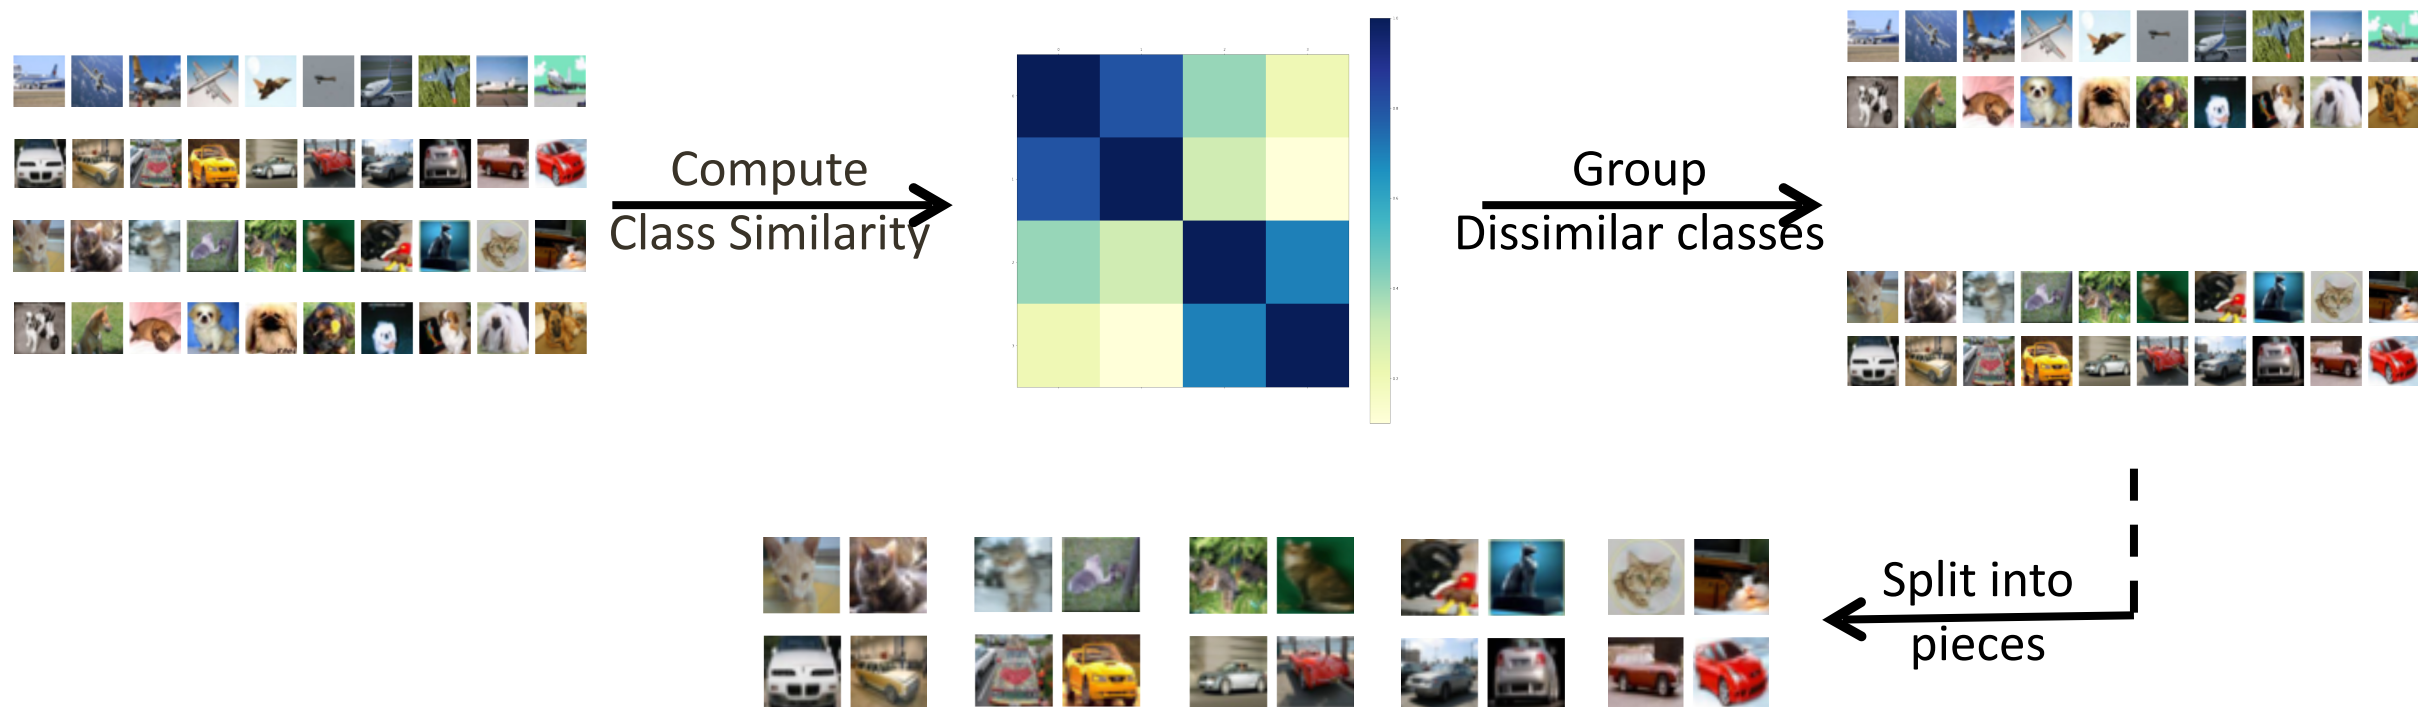 Compute
Class Similarity
Group
Dissimilar classes
Split into
pieces